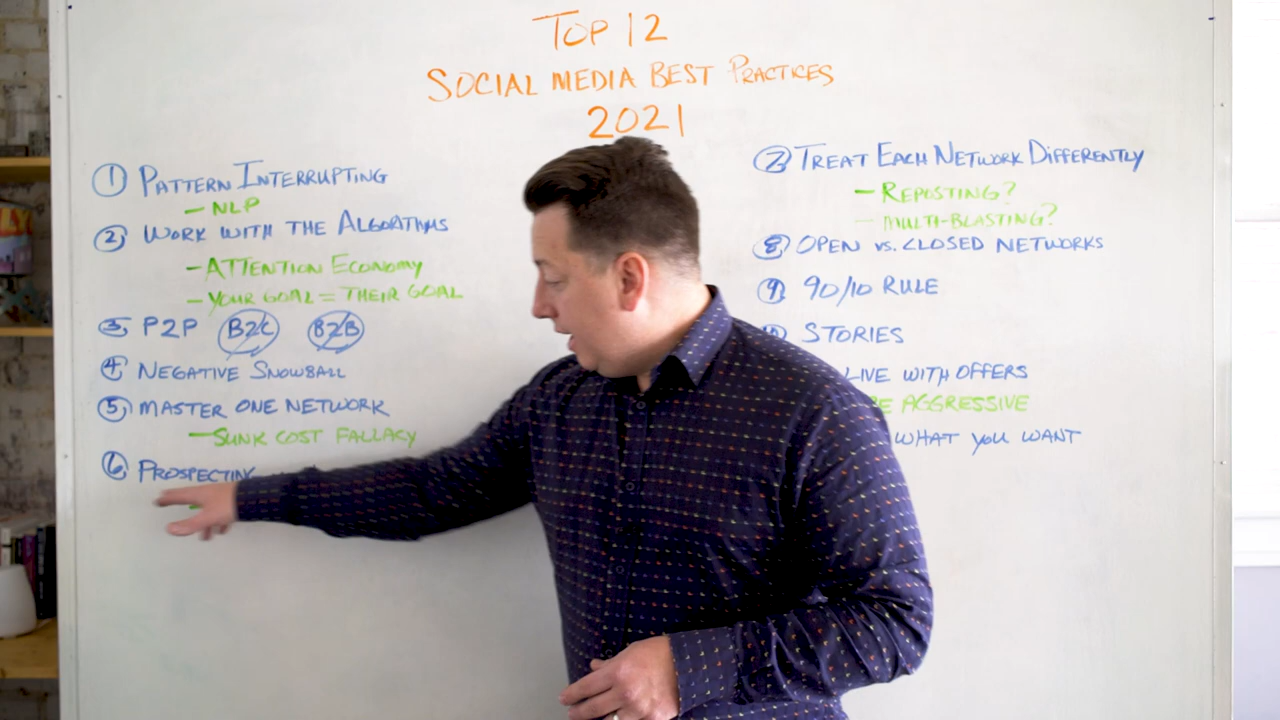 TOP 12
SOCIAL MEDIA BEST PRACTICES
2021
① PATTERN INTERRUPTING
- NLP
② WORK WITH THE ALGORITHMS
- ATTENTION ECONOMY
- YOUR GOAL = THEIR GOAL
③ P2P B2C B2B
④ NEGATIVE SNOWBALL
⑤ MASTER ONE NETWORK
- SUNK COST FALLACY
⑥ PROSPECTIN
⑦ TREAT EACH NETWORK DIFFERENTLY
- REPOSTING?
- MULTI-BLASTING?
⑧ OPEN VS. CLOSED NETWORKS
⑨ 90/10 RULE
⑩ STORIES
LIVE WITH OFFERS
BE AGGRESSIVE
WHAT YOU WANT